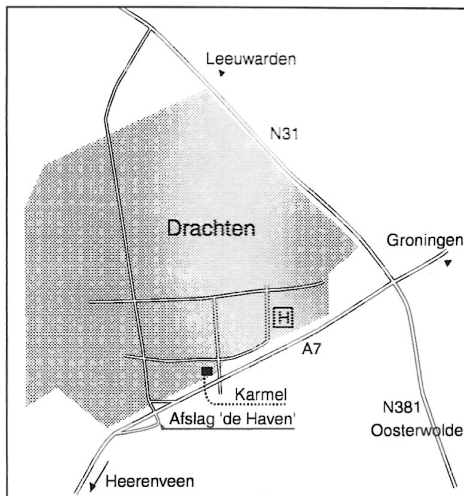 Leeuwarden
N31
Drachten
Groningen
H
A7
Karmel
N381
Afslag 'de Haven'
Oosterwolde
Heerenveen